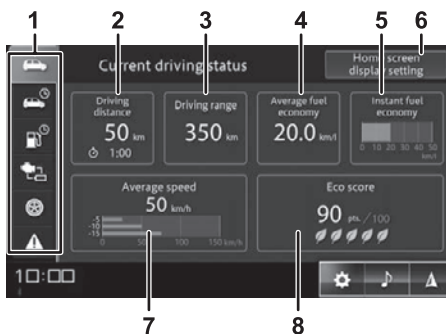 1 2 3 4 5 6
Current driving status
Home screen
display setting
Driving
distance
50 km
1:00
Driving range
350 km
Average fuel
economy
20.0 km/l
Instant fuel
economy
0 10 20 30 40 50
km/l
Average speed
50 km/h
-5
-10
-15
0 50 100 150 km/h
Eco score
90 pts. /100
10:00
7 8